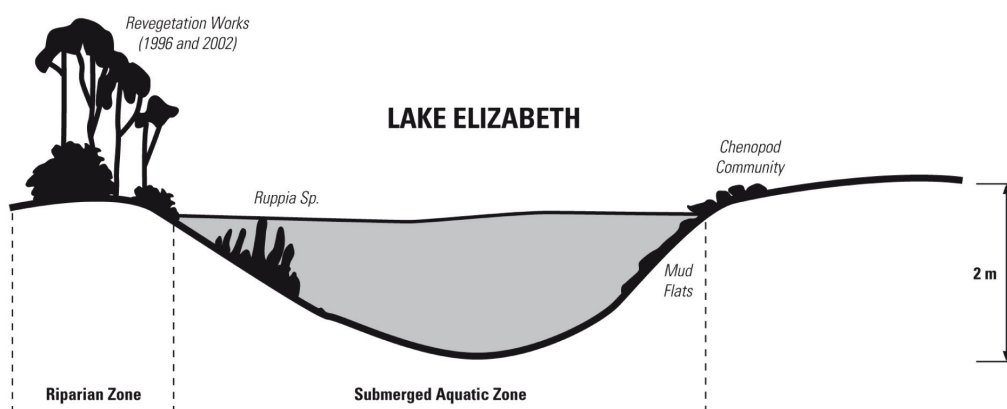 Revegetation Works
(1996 and 2002)
LAKE ELIZABETH
Chenopod
Community
Ruppia Sp.
Mud
Flats
2 m
Riparian Zone
Submerged Aquatic Zone